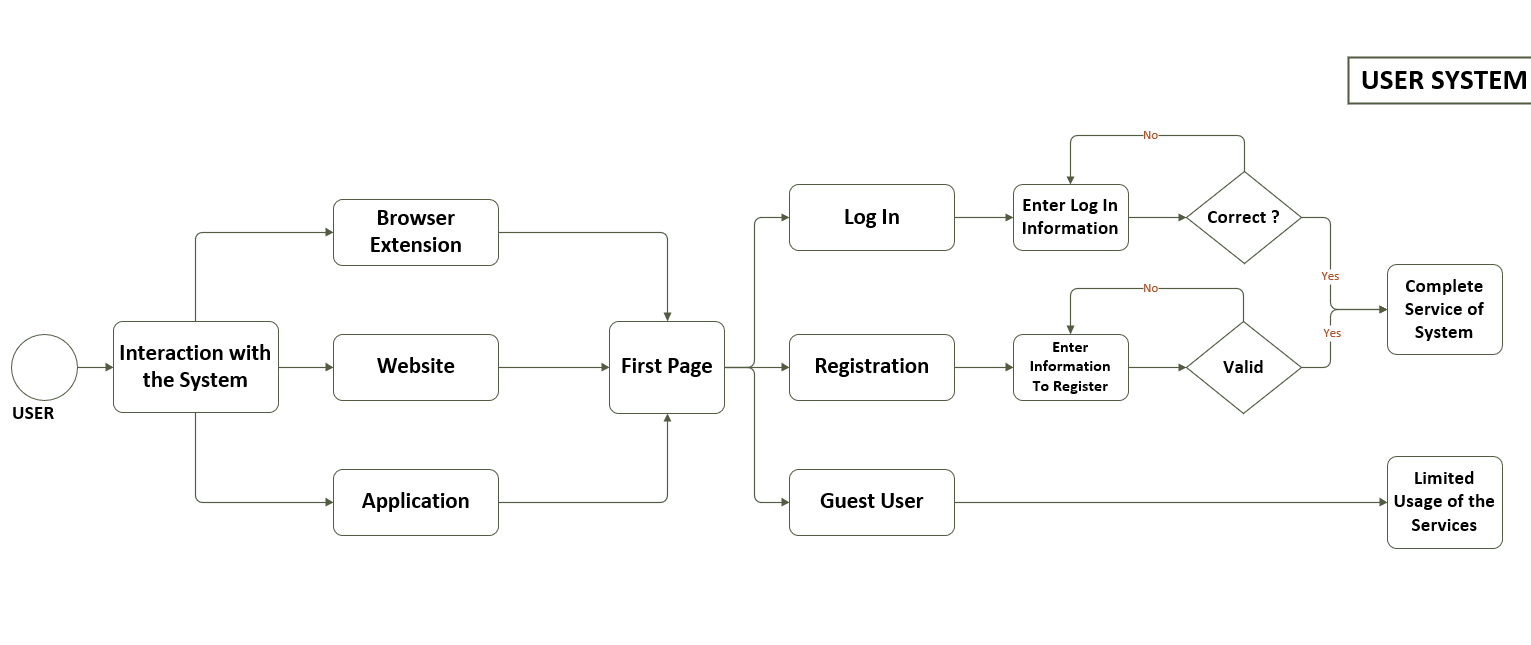 USER SYSTEM
USER
Interaction with
the System
Browser
Extension
Website
Application
First Page
Log In
Registration
Guest User
Enter Log In
Information
Correct ?
No
Yes
Enter
Information
To Register
Valid
No
Yes
Complete
Service of
System
Limited
Usage of the
Services